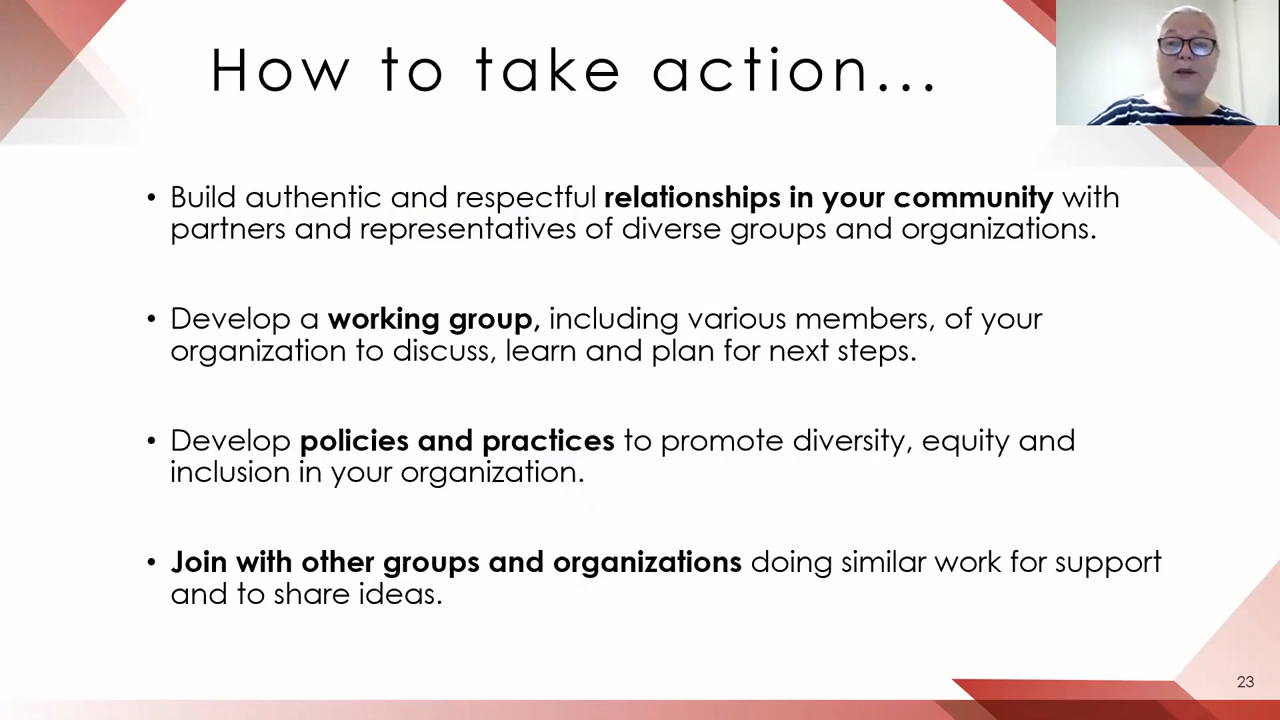 How to take action...
• Build authentic and respectful relationships in your community with
partners and representatives of diverse groups and organizations.
• Develop a working group, including various members, of your
organization to discuss, learn and plan for next steps.
• Develop policies and practices to promote diversity, equity and
inclusion in your organization.
• Join with other groups and organizations doing similar work for support
and to share ideas.
23